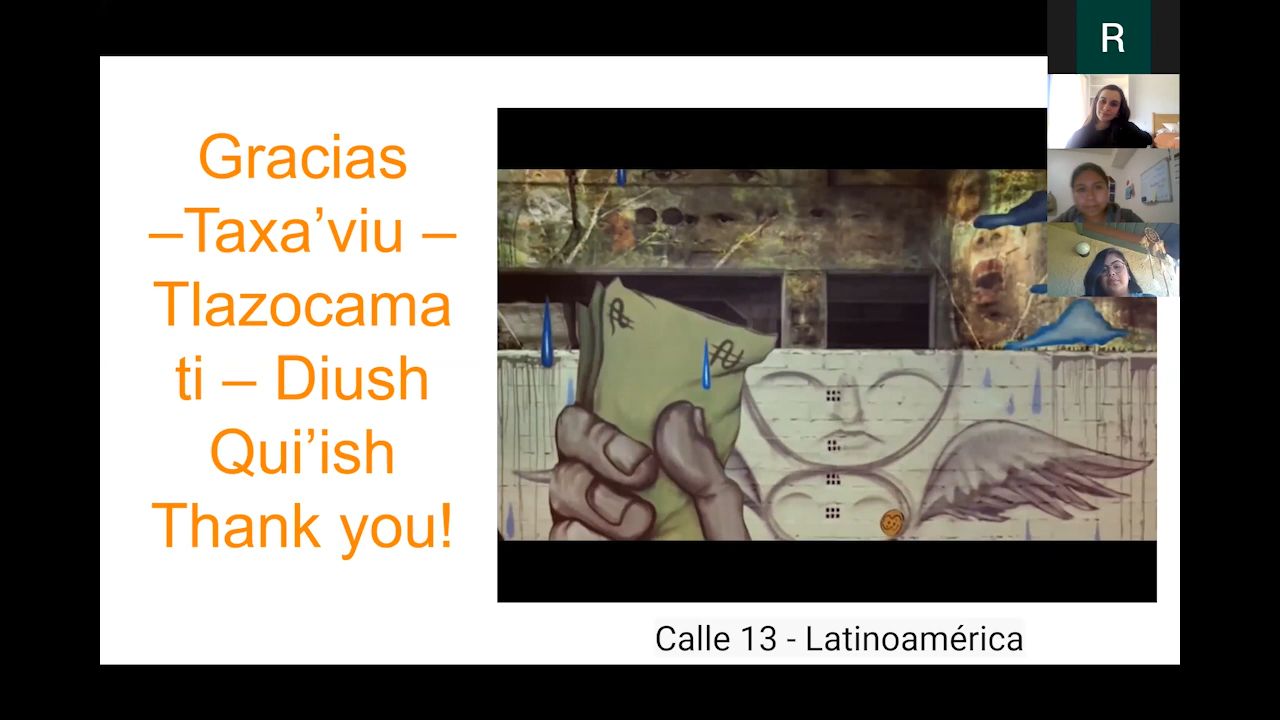 R
Gracias
–Taxa’viu –
Tlazocama
ti – Diush
Qui’ish
Thank you!
Calle 13 - Latinoamérica